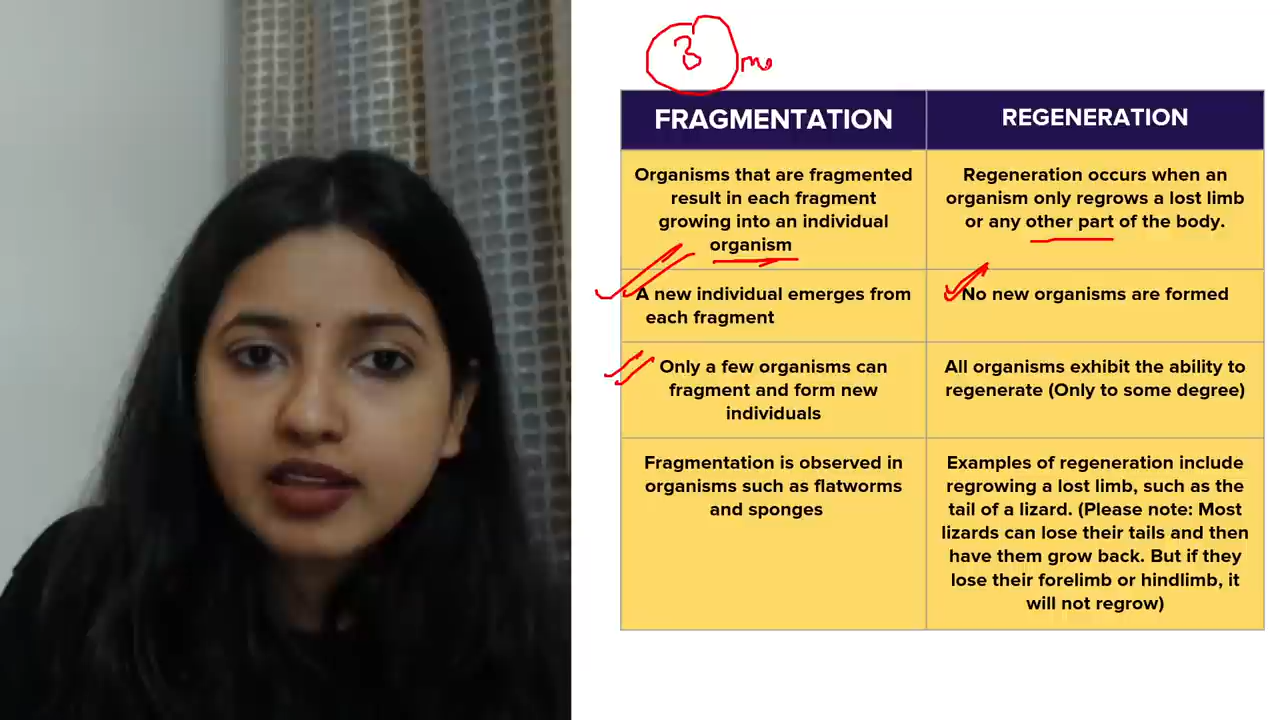 3 m
FRAGMENTATION
REGENERATION
Organisms that are fragmented
result in each fragment
growing into an individual
organism
Regeneration occurs when an
organism only regrows a lost limb
or any other part of the body.
A new individual emerges from
each fragment
No new organisms are formed
Only a few organisms can
fragment and form new
individuals
All organisms exhibit the ability to
regenerate (Only to some degree)
Fragmentation is observed in
organisms such as flatworms
and sponges
Examples of regeneration include
regrowing a lost limb, such as the
tail of a lizard. (Please note: Most
lizards can lose their tails and then
have them grow back. But if they
lose their forelimb or hindlimb, it
will not regrow)